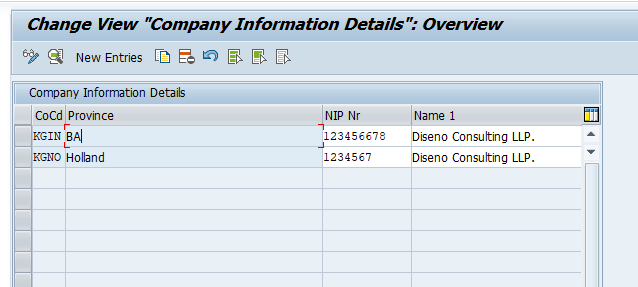 Change View "Company Information Details": Overview
New Entries
Company Information Details
CoCd Province NIP Nr Name 1
KGIN BA 123456678 Diseno Consulting LLP.
KGNO Holland 1234567 Diseno Consulting LLP.